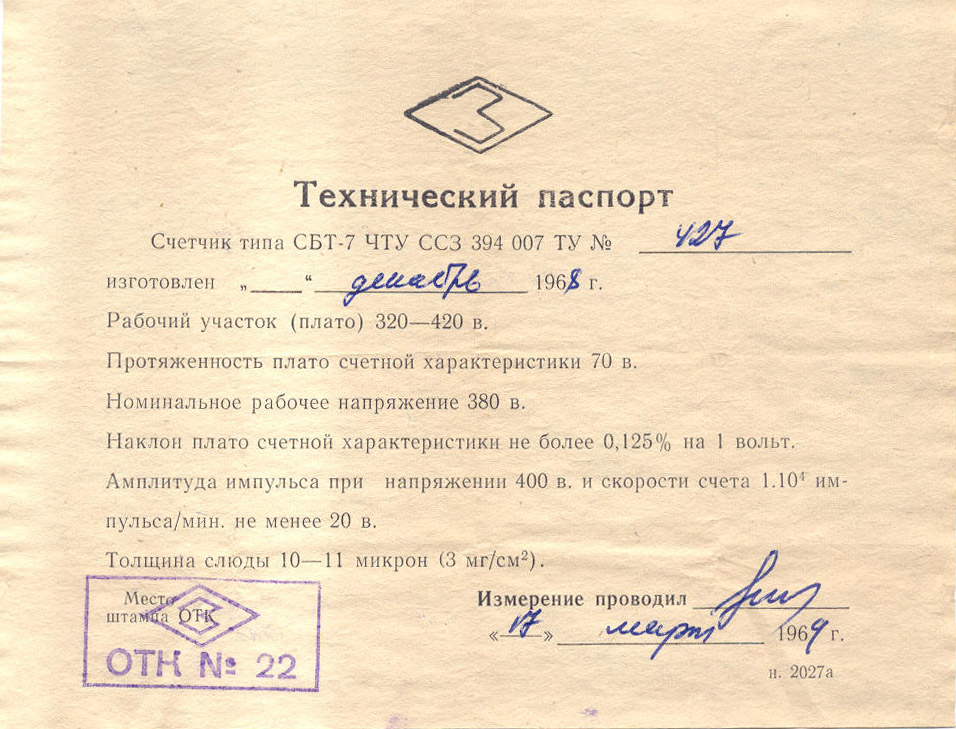 Технический паспорт
Счетчик типа СБТ-7 ЧТУ ССЗ 394 007 ТУ № 427
изготовлен „_____“ декабрь 1968 г.
Рабочий участок (плато) 320—420 в.
Протяженность плато счетной характеристики 70 в.
Номинальное рабочее напряжение 380 в.
Наклон плато счетной характеристики не более 0,125% на 1 вольт.
Амплитуда импульса при напряжении 400 в. и скорости счета 1.10⁴ им-
пульса/мин. не менее 20 в.
Толщина слюды 10—11 микрон (3 мг/см²).
Место
штампа ОТК
ОТК № 22
Измерение проводил
«17» март 1969 г.
н. 2027а